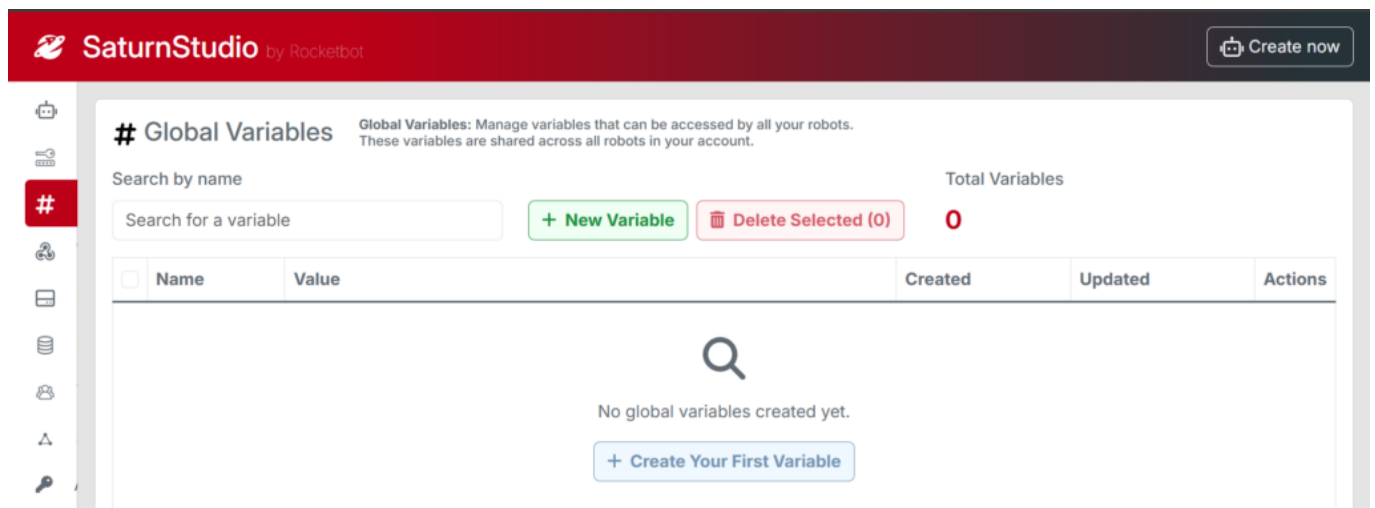 SaturnStudio by Rocketbot
Create now
# Global Variables
Global Variables: Manage variables that can be accessed by all your robots.
These variables are shared across all robots in your account.
Search by name
Total Variables
Search for a variable
+ New Variable
Delete Selected (0)
0
#
Name
Value
Created
Updated
Actions
No global variables created yet.
+ Create Your First Variable